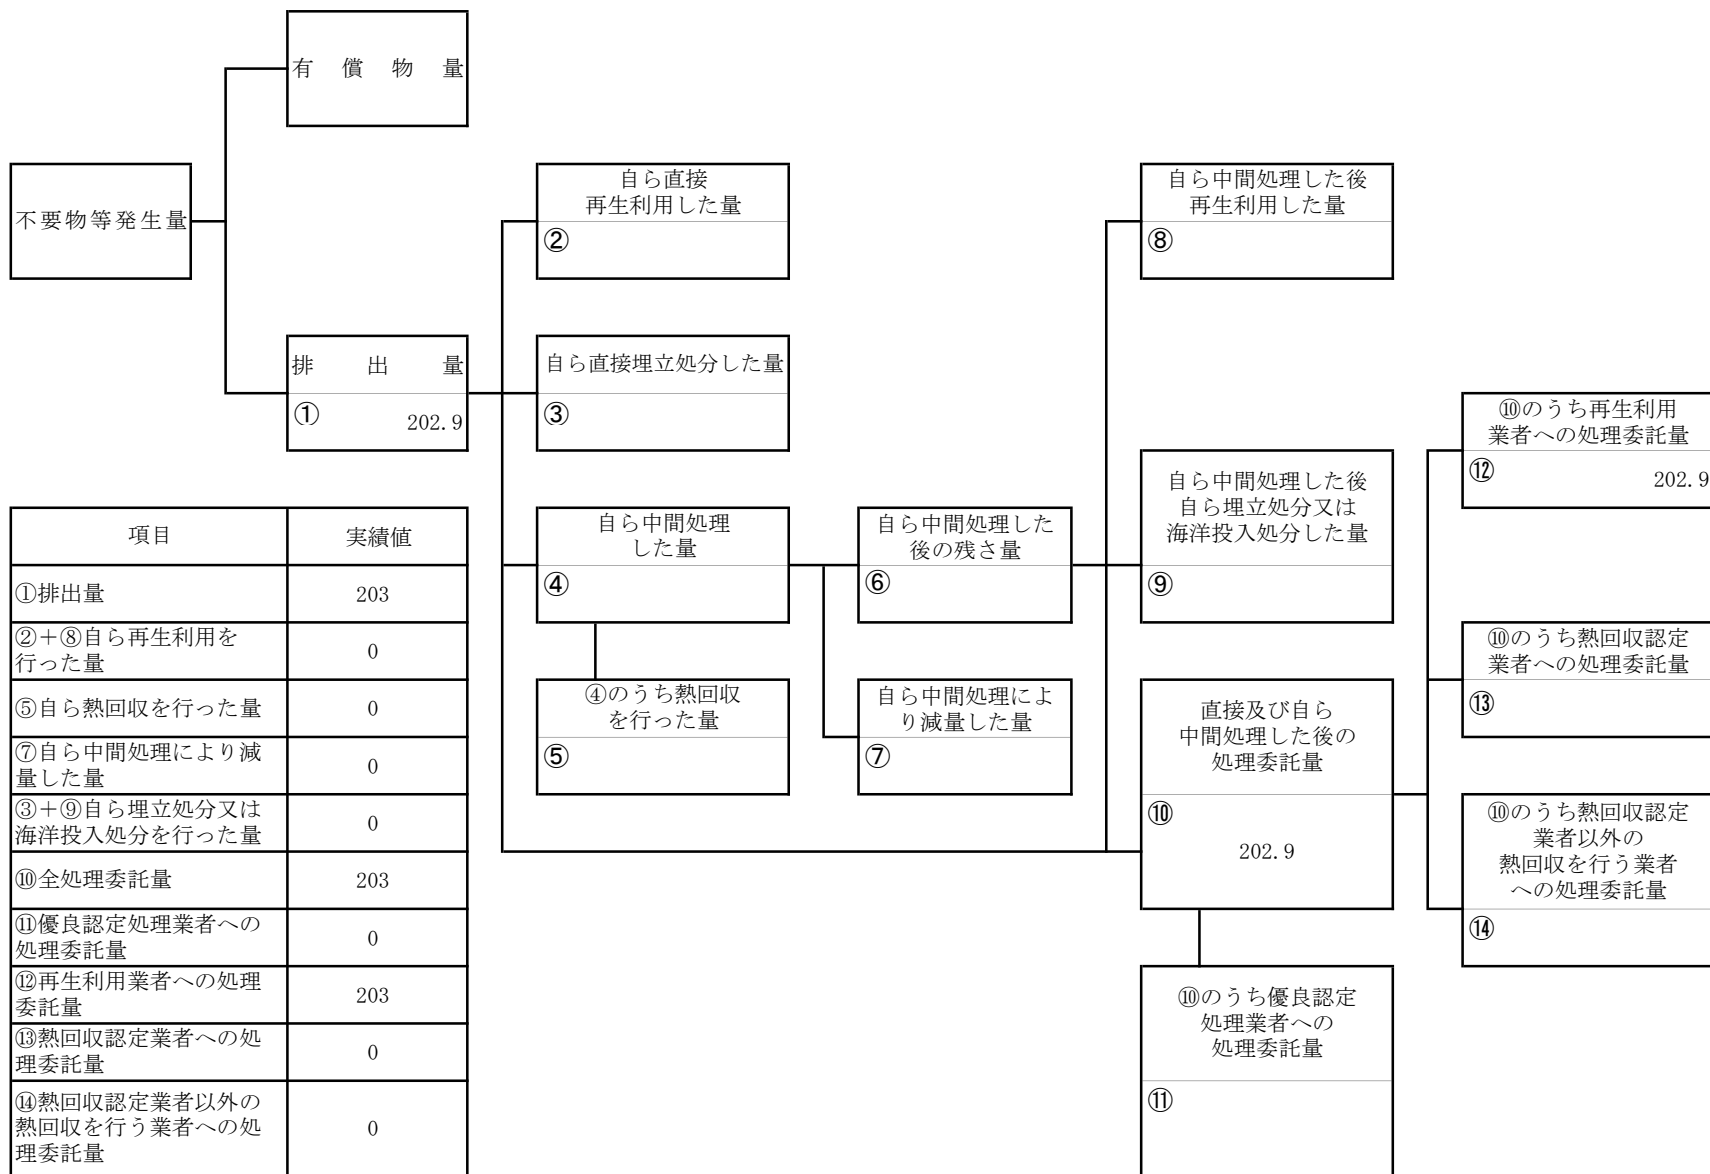 有償物量
不要物等発生量
排出量
①
202.9
自ら直接
再生利用した量
②
自ら直接埋立処分した量
③
自ら中間処理
した量
④
④のうち熱回収
を行った量
⑤
自ら中間処理した
後の残さ量
⑥
自ら中間処理によ
り減量した量
⑦
自ら中間処理した後
再生利用した量
⑧
自ら中間処理した後
自ら埋立処分又は
海洋投入処分した量
⑨
直接及び自ら
中間処理した後の
処理委託量
⑩
202.9
⑩のうち優良認定
処理業者への
処理委託量
⑪
⑩のうち再生利用
業者への処理委託量
⑫
202.9
⑩のうち熱回収認定
業者への処理委託量
⑬
⑩のうち熱回収認定
業者以外の
熱回収を行う業者
への処理委託量
⑭
項目 実績値
①排出量 203
②＋⑧自ら再生利用を
行った量 0
⑤自ら熱回収を行った量 0
⑦自ら中間処理により減
量した量 0
③＋⑨自ら埋立処分又は
海洋投入処分を行った量 0
⑩全処理委託量 203
⑪優良認定処理業者への
処理委託量 0
⑫再生利用業者への処理
委託量 203
⑬熱回収認定業者への処
理委託量 0
⑭熱回収認定業者以外の
熱回収を行う業者への処
理委託量 0